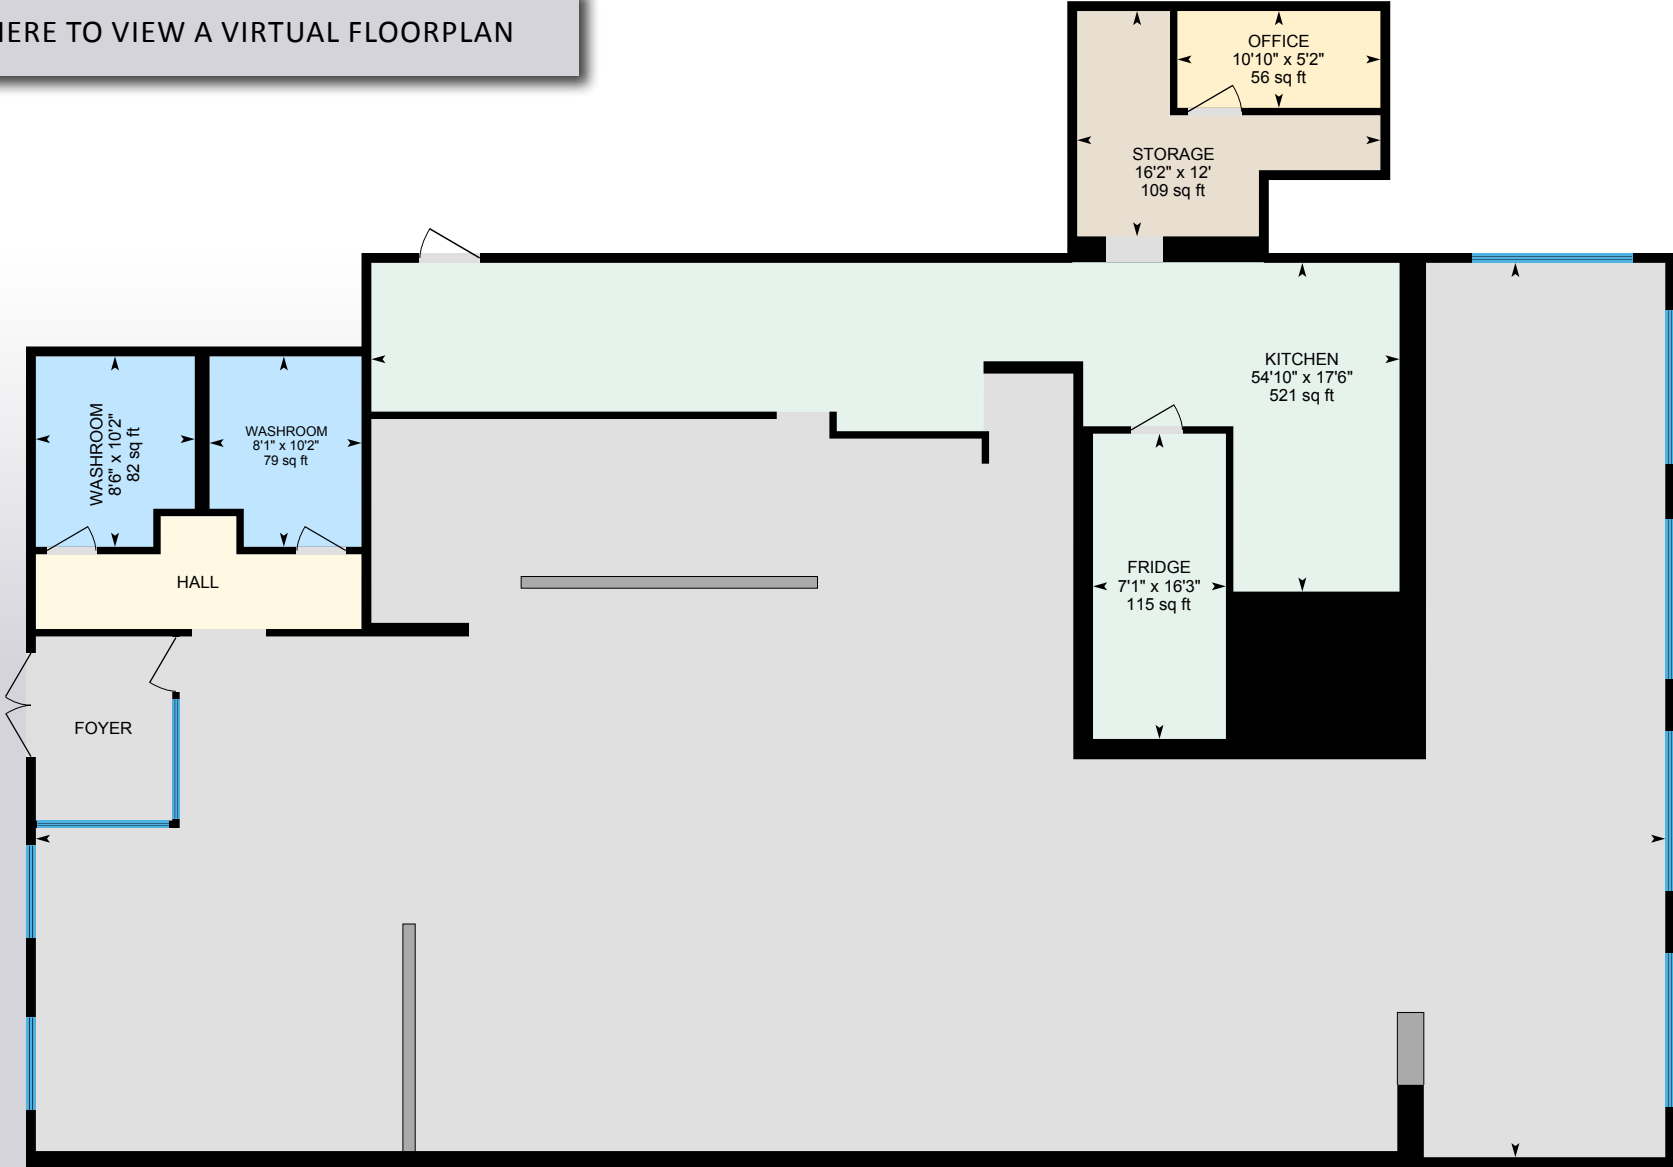 HERE TO VIEW A VIRTUAL FLOORPLAN
OFFICE
10'10" x 5'2"
56 sq ft
STORAGE
16'2" x 12'
109 sq ft
KITCHEN
54'10" x 17'6"
521 sq ft
WASHROOM
8'6" x 10'2"
82 sq ft
WASHROOM
8'1" x 10'2"
79 sq ft
HALL
FRIDGE
7'1" x 16'3"
115 sq ft
FOYER